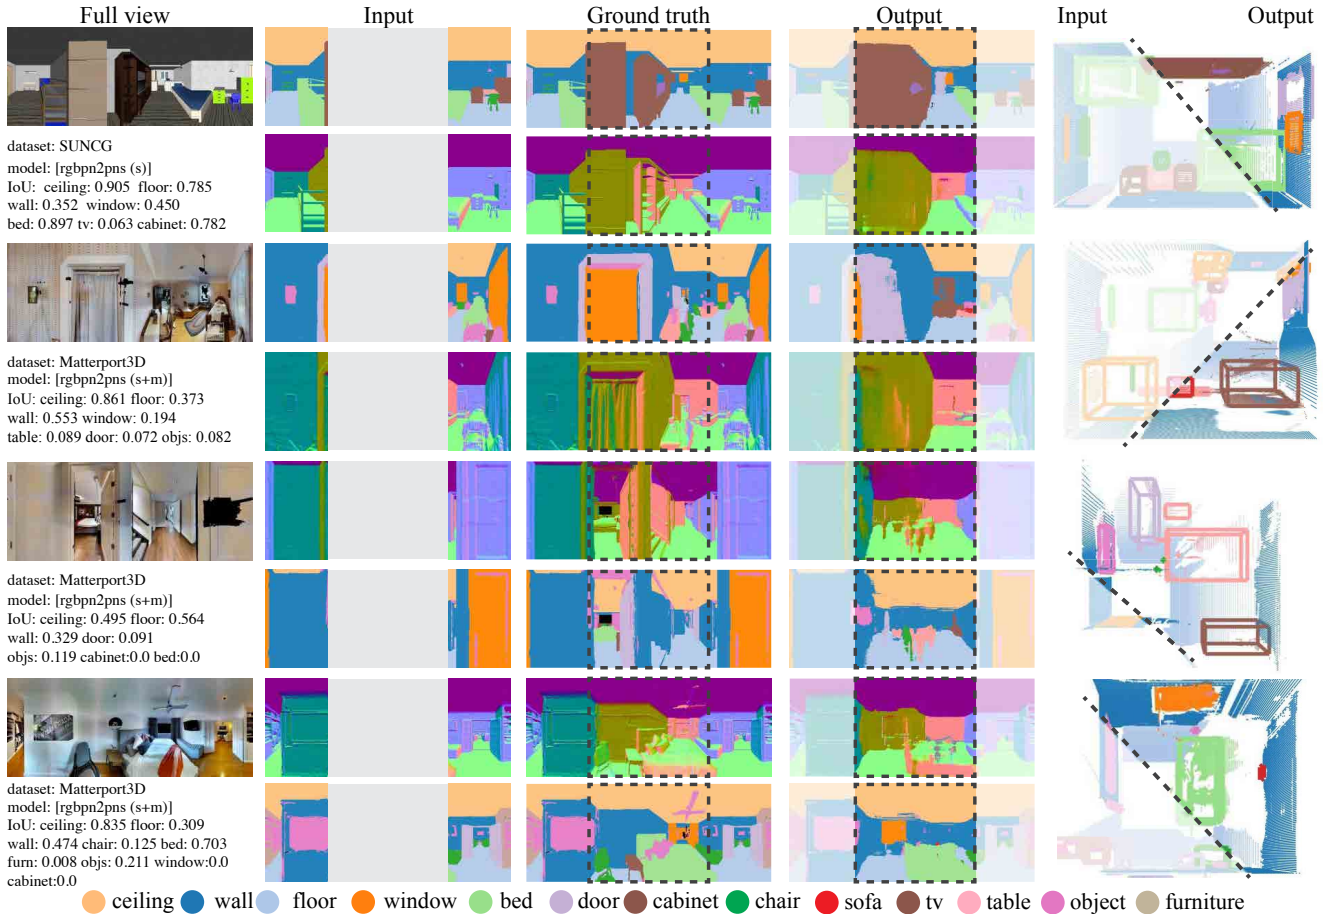 Full view
Input
Ground truth
Output
Input
Output
dataset: SUNCG
model: [rgbpn2pns (s)]
IoU: ceiling: 0.905 floor: 0.785
wall: 0.352 window: 0.450
bed: 0.897 tv: 0.063 cabinet: 0.782
dataset: Matterport3D
model: [rgbpn2pns (s+m)]
IoU: ceiling: 0.861 floor: 0.373
wall: 0.553 window: 0.194
table: 0.089 door: 0.072 objs: 0.082
dataset: Matterport3D
model: [rgbpn2pns (s+m)]
IoU: ceiling: 0.495 floor: 0.564
wall: 0.329 door: 0.091
objs: 0.119 cabinet:0.0 bed:0.0
dataset: Matterport3D
model: [rgbpn2pns (s+m)]
IoU: ceiling: 0.835 floor: 0.309
wall: 0.474 chair: 0.125 bed: 0.703
furn: 0.008 objs: 0.211 window:0.0
cabinet:0.0
ceiling wall floor window bed door cabinet chair sofa tv table object furniture